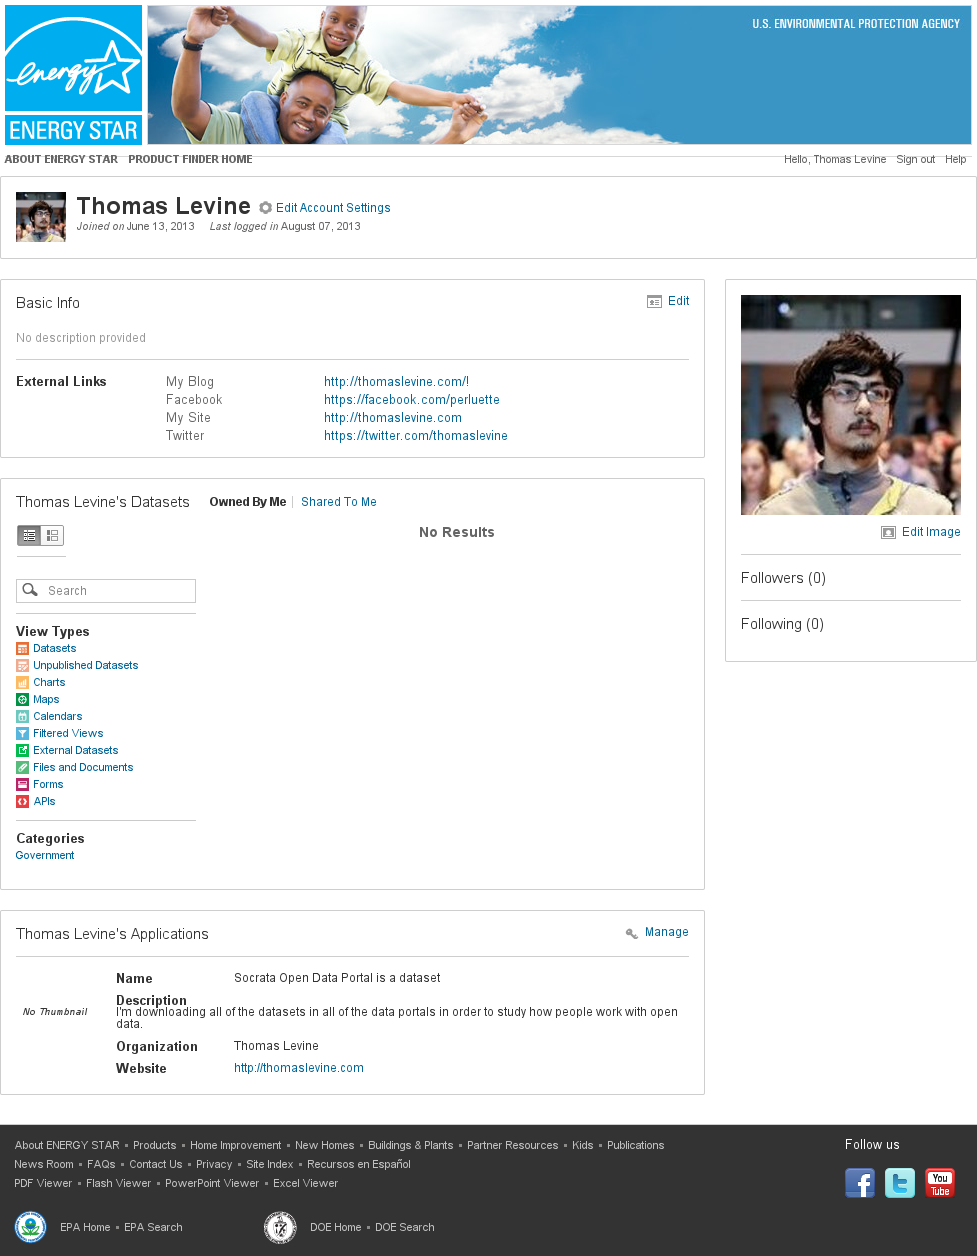 energy
ENERGY STAR
U.S. ENVIRONMENTAL PROTECTION AGENCY
ABOUT ENERGY STAR PRODUCT FINDER HOME Hello, Thomas Levine Sign out Help
Thomas Levine Edit Account Settings
Joined on June 13, 2013 Last logged in August 07, 2013
Basic Info Edit
No description provided
External Links My Blog http://thomaslevine.com/!
Facebook https://facebook.com/perluette
My Site http://thomaslevine.com
Twitter https://twitter.com/thomaslevine
Edit Image
Followers (0)
Following (0)
Thomas Levine's Datasets Owned By Me Shared To Me
No Results
Search
View Types
Datasets
Unpublished Datasets
Charts
Maps
Calendars
Filtered Views
External Datasets
Files and Documents
Forms
APIs
Categories
Government
Thomas Levine's Applications Manage
No Thumbnail
Name Socrata Open Data Portal is a dataset
Description
I'm downloading all of the datasets in all of the data portals in order to study how people work with open
data.
Organization Thomas Levine
Website http://thomaslevine.com
About ENERGY STAR ▪ Products ▪ Home Improvement ▪ New Homes ▪ Buildings & Plants ▪ Partner Resources ▪ Kids ▪ Publications
News Room ▪ FAQs ▪ Contact Us ▪ Privacy ▪ Site Index ▪ Recursos en Español
PDF Viewer ▪ Flash Viewer ▪ PowerPoint Viewer ▪ Excel Viewer
EPA Home ▪ EPA Search DOE Home ▪ DOE Search
Follow us
f t You
Tube